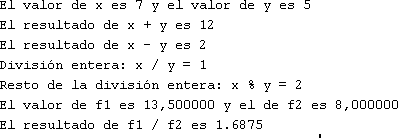 El valor de x es 7 y el valor de y es 5
El resultado de x + y es 12
El resultado de x - y es 2
División entera: x / y = 1
Resto de la división entera: x % y = 2
El valor de f1 es 13,500000 y el de f2 es 8,000000
El resultado de f1 / f2 es 1.6875